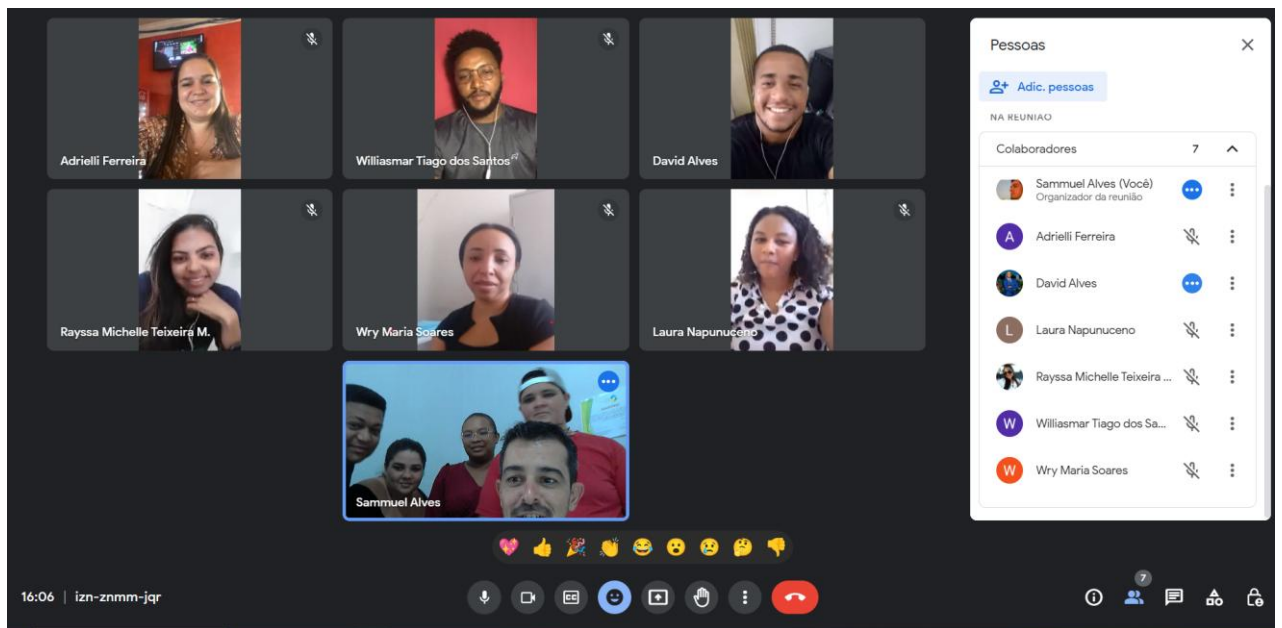 Adrielli Ferreira
Williasmar Tiago dos Santos
David Alves
Rayssa Michelle Teixeira M.
Wry Maria Soares
Laura Napunuceno
Sammuel Alves
16:06 | izn-znmm-jqr
CC
7
Pessoas
Adic. pessoas
NA REUNIÃO
Colaboradores 7
Sammuel Alves (Você)
Organizador da reunião
A Adrielli Ferreira
David Alves
L Laura Napunuceno
Rayssa Michelle Teixeira ...
W Williasmar Tiago dos Sa...
W Wry Maria Soares